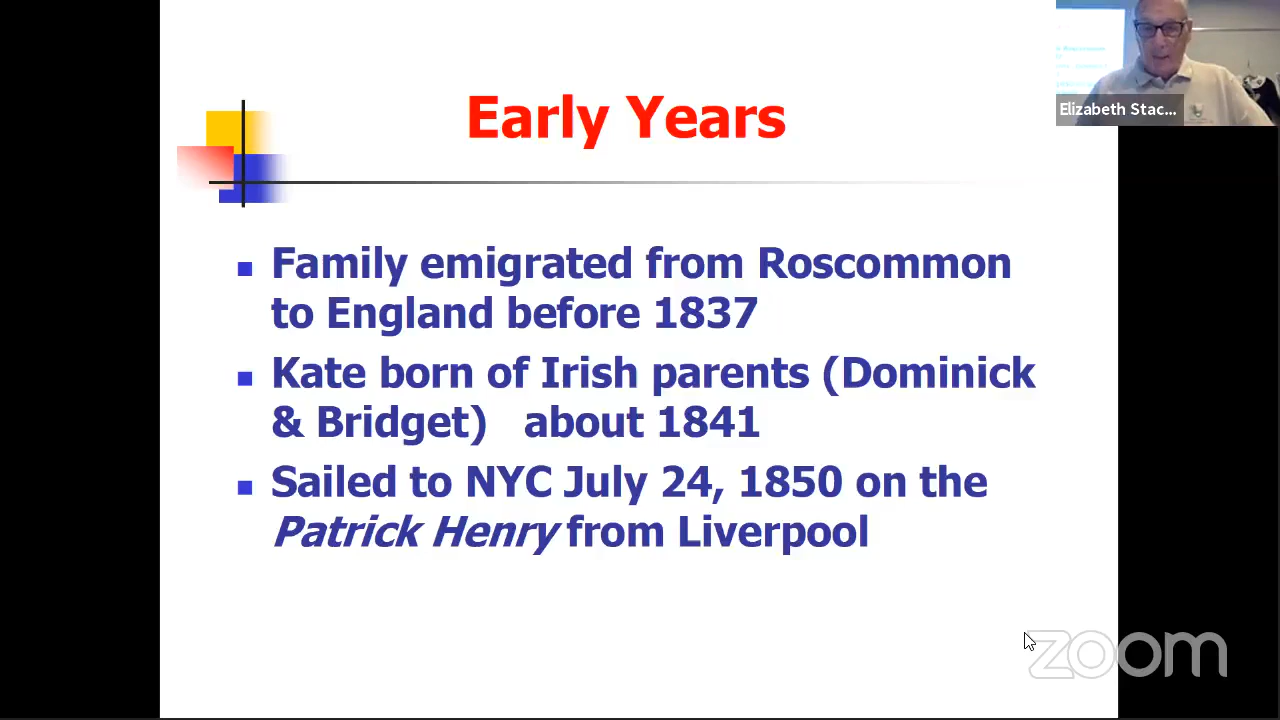 Early Years
Elizabeth Stac...
Family emigrated from Roscommon
to England before 1837
Kate born of Irish parents (Dominick
& Bridget) about 1841
Sailed to NYC July 24, 1850 on the
Patrick Henry from Liverpool
zoom